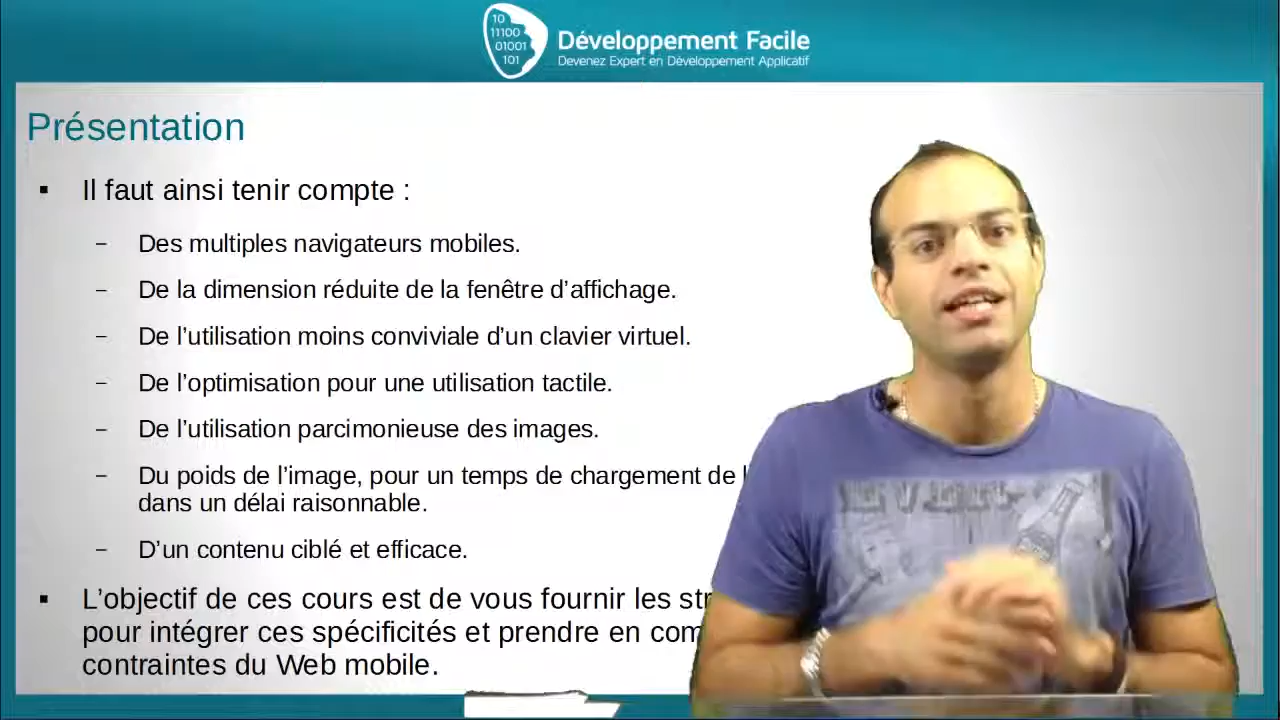 10
11100
01001
101
Développement Facile
Devenez Expert en Développement Applicatif
Présentation
▪ Il faut ainsi tenir compte :
– Des multiples navigateurs mobiles.
– De la dimension réduite de la fenêtre d’affichage.
– De l’utilisation moins conviviale d’un clavier virtuel.
– De l’optimisation pour une utilisation tactile.
– De l’utilisation parcimonieuse des images.
– Du poids de l’image, pour un temps de chargement de
dans un délai raisonnable.
– D’un contenu ciblé et efficace.
▪ L’objectif de ces cours est de vous fournir les
pour intégrer ces spécificités et prendre en
contraintes du Web mobile.